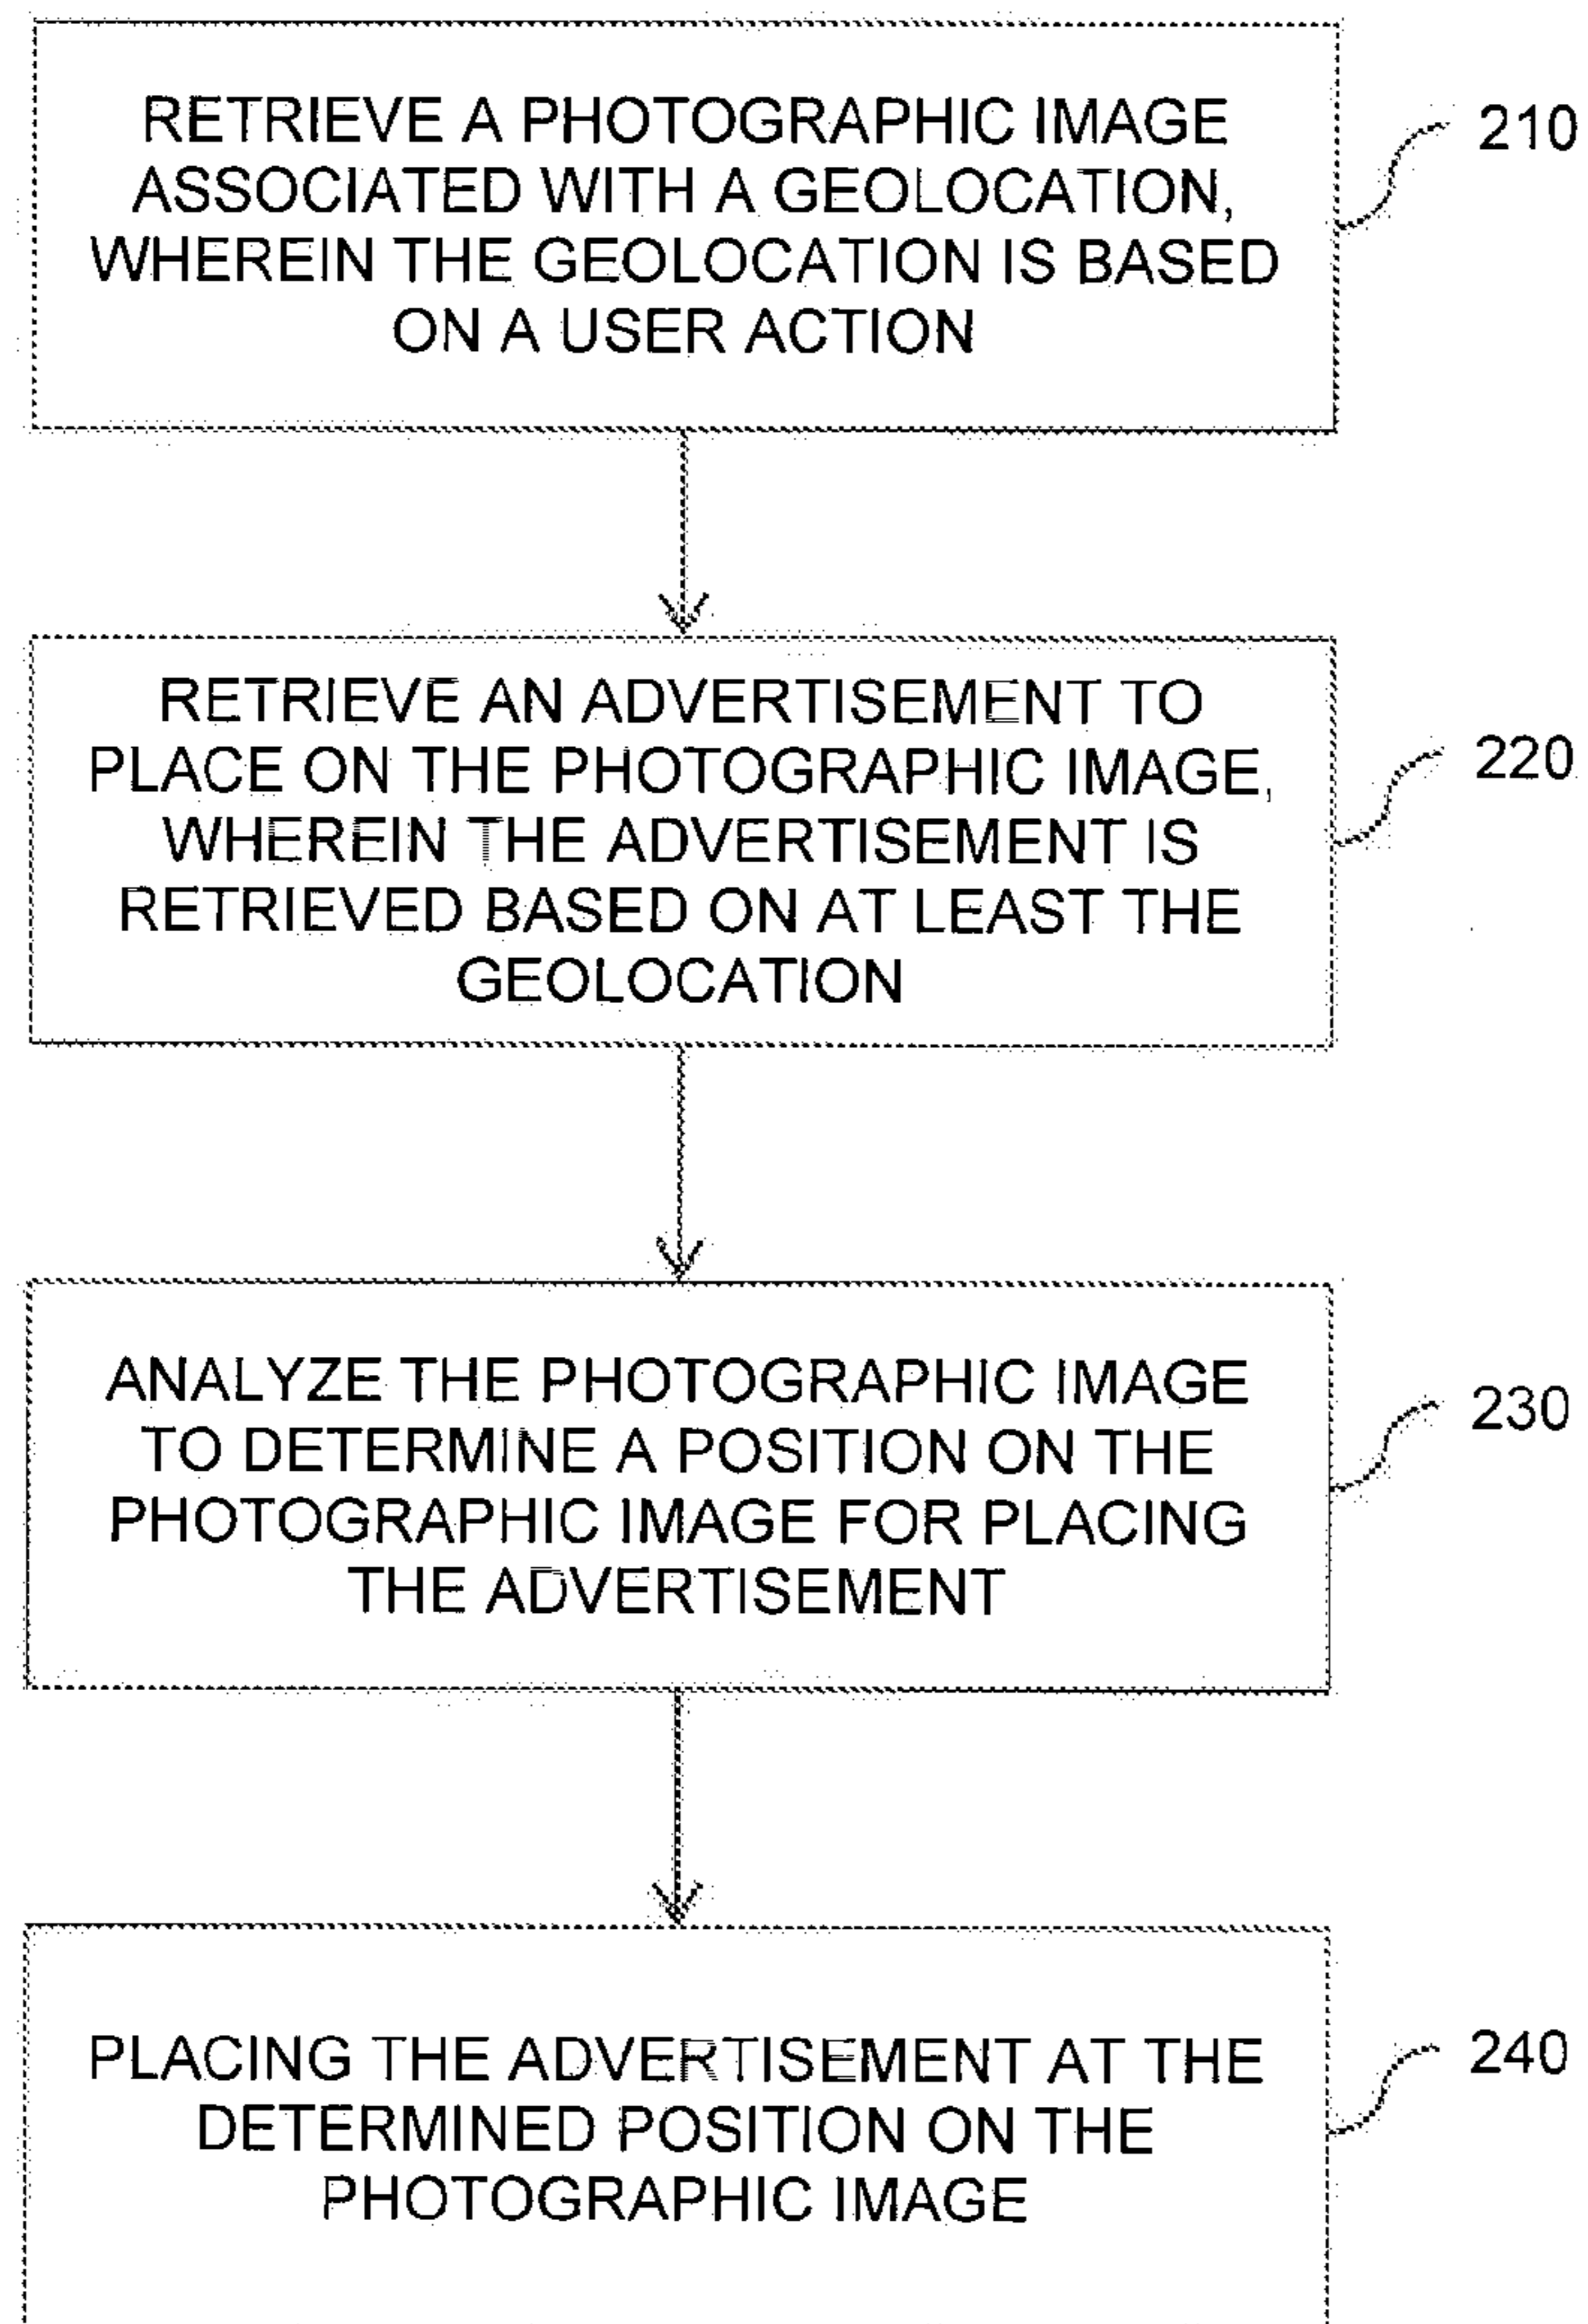 RETRIEVE A PHOTOGRAPHIC IMAGE
ASSOCIATED WITH A GEOLOCATION,
WHEREIN THE GEOLOCATION IS BASED
ON A USER ACTION
210
RETRIEVE AN ADVERTISEMENT TO
PLACE ON THE PHOTOGRAPHIC IMAGE,
WHEREIN THE ADVERTISEMENT IS
RETRIEVED BASED ON AT LEAST THE
GEOLOCATION
220
ANALYZE THE PHOTOGRAPHIC IMAGE
TO DETERMINE A POSITION ON THE
PHOTOGRAPHIC IMAGE FOR PLACING
THE ADVERTISEMENT
230
PLACING THE ADVERTISEMENT AT THE
DETERMINED POSITION ON THE
PHOTOGRAPHIC IMAGE
240